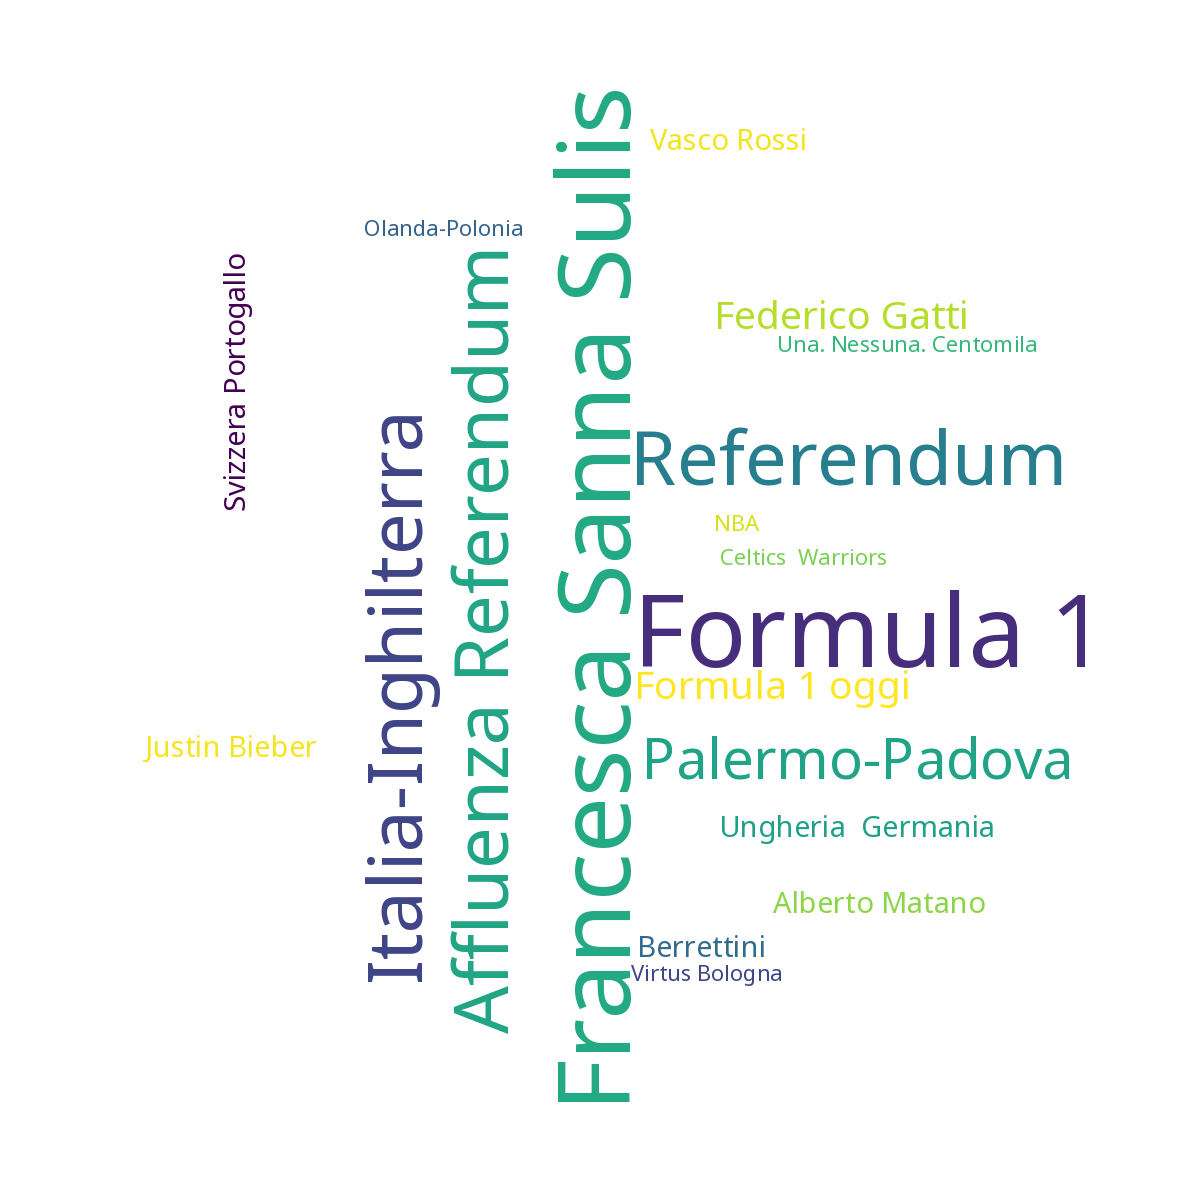 Vasco Rossi
Olanda-Polonia
Svizzera Portogallo
Federico Gatti
Una. Nessuna. Centomila
Italia-Inghilterra
Affluenza Referendum
Francesca Sanna Sulis
Referendum
NBA
Celtics  Warriors
Formula 1
Formula 1 oggi
Justin Bieber
Palermo-Padova
Ungheria  Germania
Alberto Matano
Berrettini
Virtus Bologna